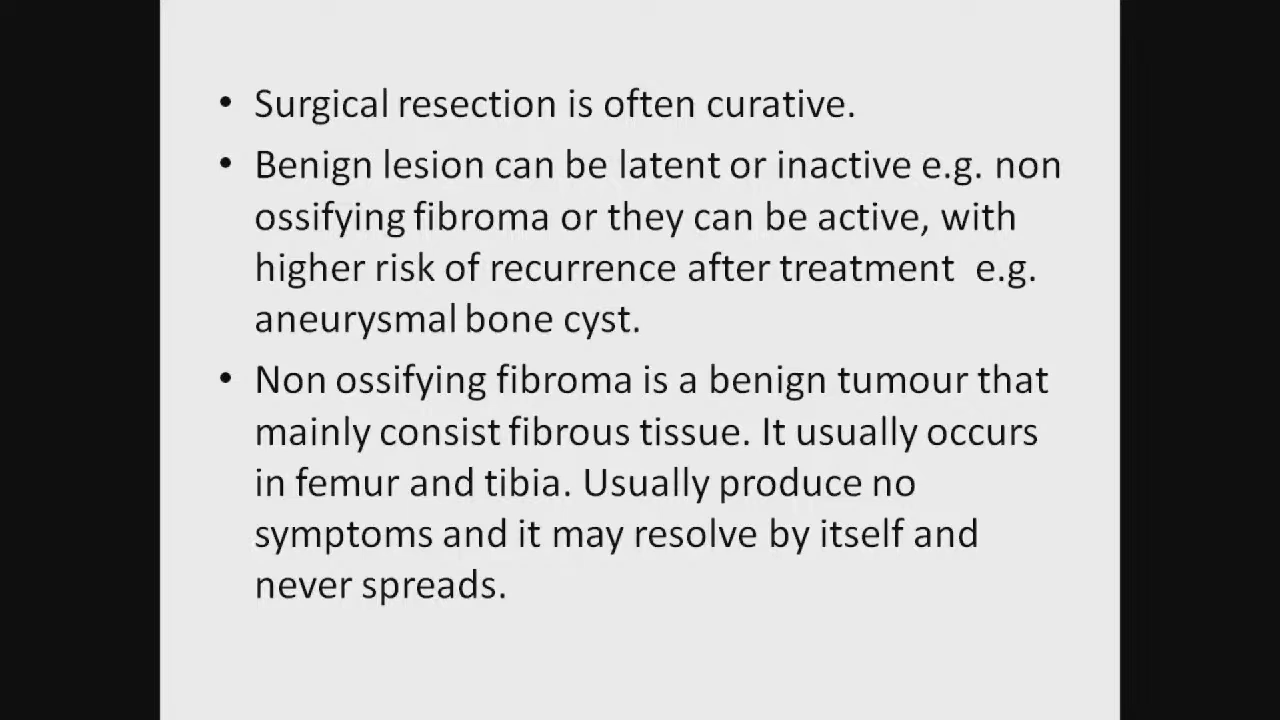 • Surgical resection is often curative.
• Benign lesion can be latent or inactive e.g. non
ossifying fibroma or they can be active, with
higher risk of recurrence after treatment  e.g.
aneurysmal bone cyst.
• Non ossifying fibroma is a benign tumour that
mainly consist fibrous tissue. It usually occurs
in femur and tibia. Usually produce no
symptoms and it may resolve by itself and
never spreads.